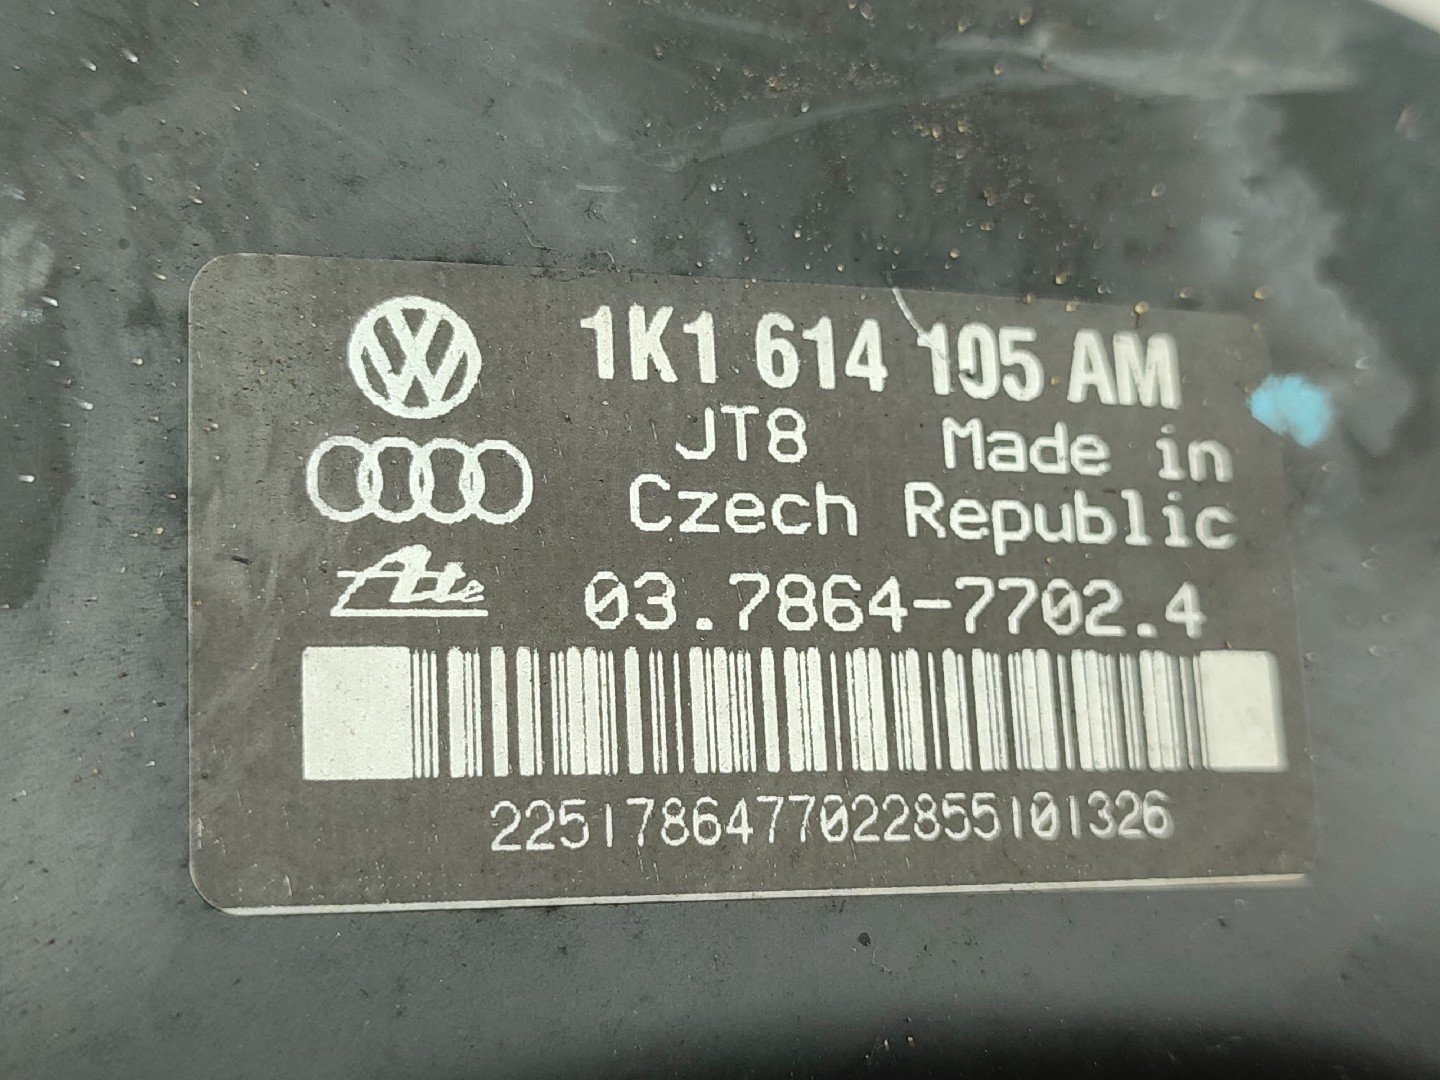 1K1 614 105 AM
JT8 Made in
Czech Republic
Ate 03.7864-7702.4
2251786477022855101326